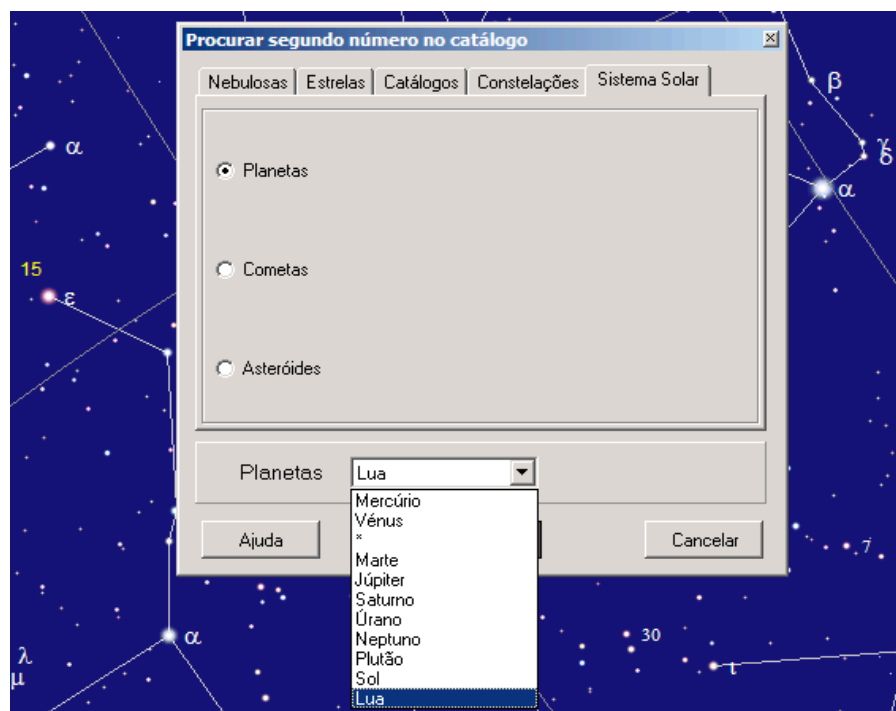 Procurar segundo número no catálogo
Nebulosas Estrelas Catálogos Constelações Sistema Solar
Planetas
Cometas
Asteróides
Planetas Lua
Mercúrio
Vénus
*
Marte
Júpiter
Saturno
Úrano
Neptuno
Plutão
Sol
Lua
Ajuda
Cancelar
α
15
ε
α
λ
μ
β
γ
δ
α
7
30
ι